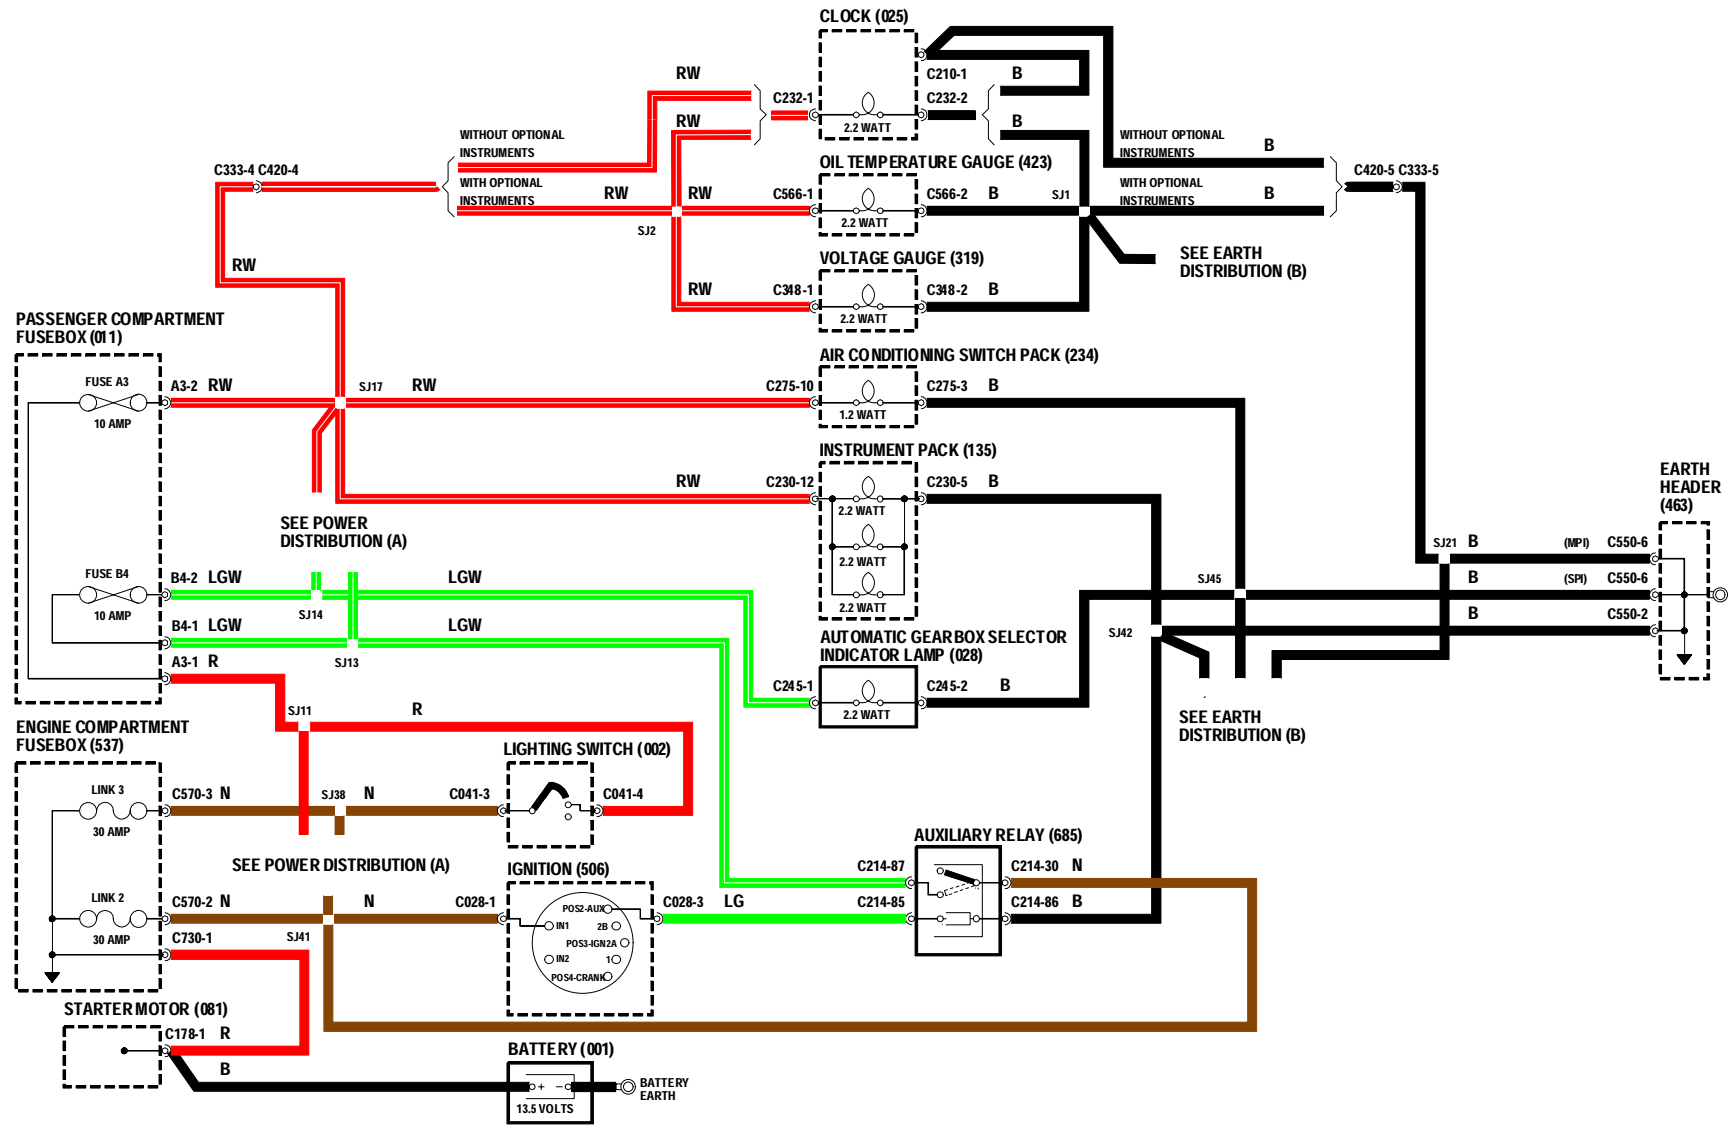 CLOCK (025)
RW
C210-1
B
C232-1
C232-2
2.2 WATT
RW
B
WITHOUT OPTIONAL
INSTRUMENTS
WITHOUT OPTIONAL
INSTRUMENTS
B
OIL TEMPERATURE GAUGE (423)
C333-4 C420-4
C420-5 C333-5
WITH OPTIONAL
INSTRUMENTS
RW
RW
C566-1
C566-2
B
SJ1
WITH OPTIONAL
INSTRUMENTS
B
2.2 WATT
SJ2
SEE EARTH
DISTRIBUTION (B)
VOLTAGE GAUGE (319)
RW
RW
C348-1
C348-2
B
2.2 WATT
PASSENGER COMPARTMENT
FUSEBOX (011)
AIR CONDITIONING SWITCH PACK (234)
FUSE A3
A3-2
RW
SJ17
RW
C275-10
C275-3
B
10 AMP
1.2 WATT
INSTRUMENT PACK (135)
RW
C230-12
C230-5
B
2.2 WATT
2.2 WATT
2.2 WATT
EARTH
HEADER
(463)
SEE POWER
DISTRIBUTION (A)
SJ21
B
(MPI)
C550-6
FUSE B4
B4-2
LGW
LGW
SJ45
B
(SPI)
C550-6
10 AMP
SJ14
B4-1
LGW
LGW
SJ42
B
C550-2
SJ13
AUTOMATIC GEARBOX SELECTOR
INDICATOR LAMP (028)
A3-1
R
C245-1
C245-2
B
2.2 WATT
SJ11
R
SEE EARTH
DISTRIBUTION (B)
ENGINE COMPARTMENT
FUSEBOX (537)
LIGHTING SWITCH (002)
LINK 3
C570-3
N
SJ38
N
C041-3
C041-4
30 AMP
AUXILIARY RELAY (685)
SEE POWER DISTRIBUTION (A)
IGNITION (506)
C214-87
C214-30
N
LINK 2
C570-2
N
N
C028-1
C028-3
LG
C214-85
C214-86
B
POS2-AUX
IN1
2B
POS3-IGN2A
IN2
1
POS4-CRANK
30 AMP
SJ41
C730-1
STARTER MOTOR (081)
C178-1
R
B
BATTERY (001)
+
−
13.5 VOLTS
BATTERY
EARTH